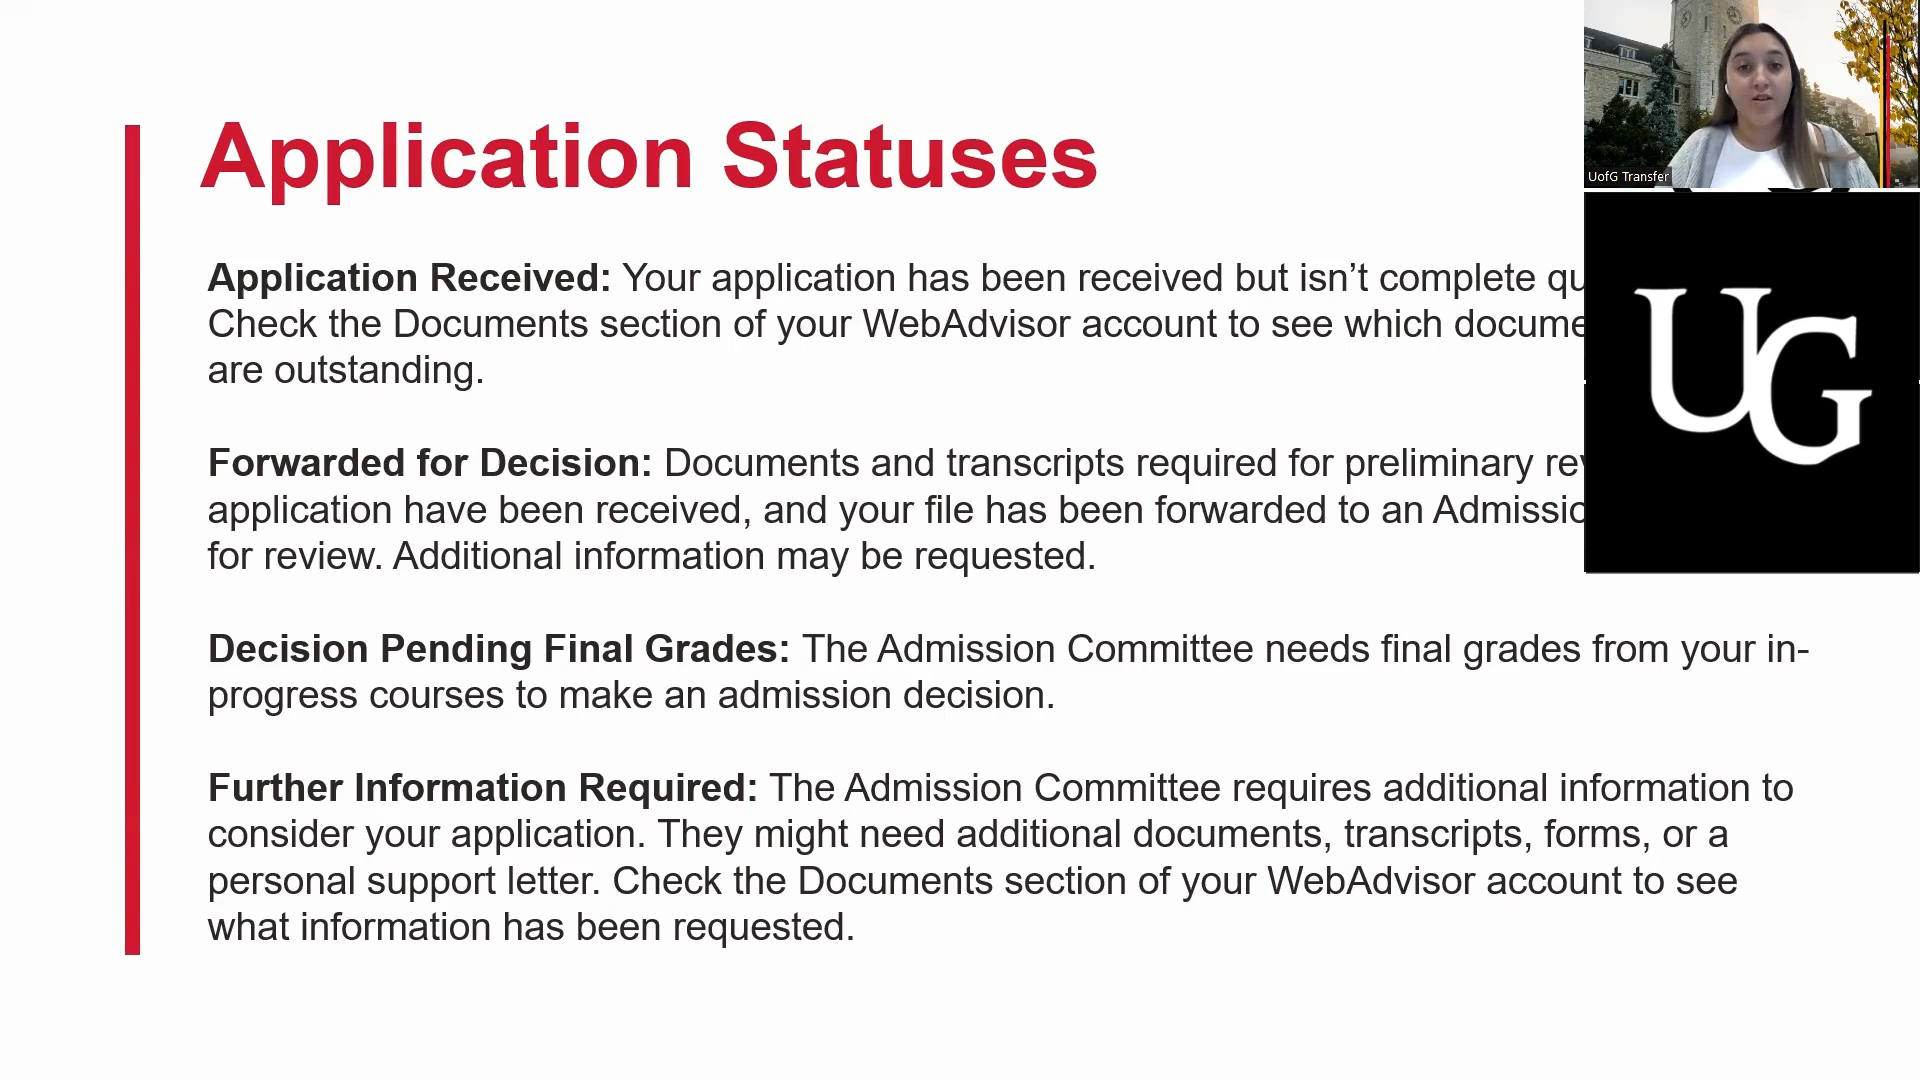 Application Statuses
UofG Transfer
Application Received: Your application has been received but isn’t complete
Check the Documents section of your WebAdvisor account to see which
are outstanding.
UG
Forwarded for Decision: Documents and transcripts required for preliminary
application have been received, and your file has been forwarded to an
for review. Additional information may be requested.
Decision Pending Final Grades: The Admission Committee needs final grades from your in-
progress courses to make an admission decision.
Further Information Required: The Admission Committee requires additional information to
consider your application. They might need additional documents, transcripts, forms, or a
personal support letter. Check the Documents section of your WebAdvisor account to see
what information has been requested.